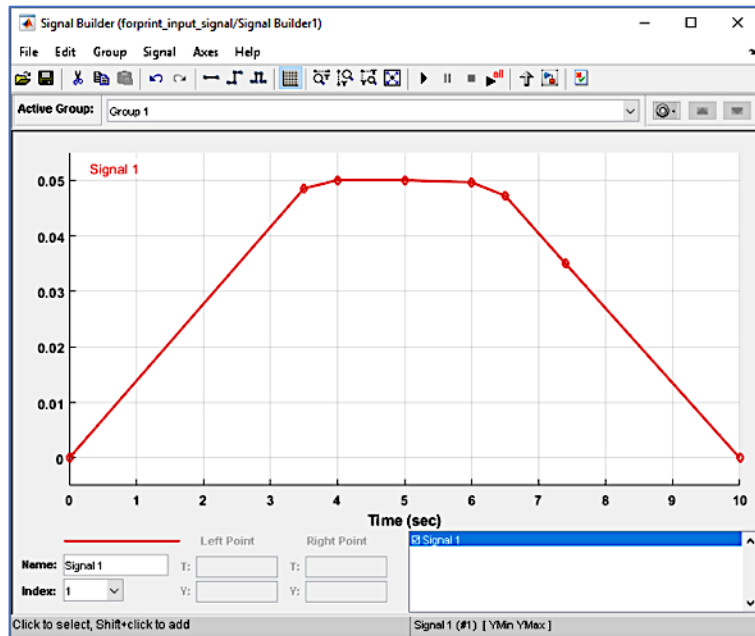 Signal Builder (forprint_input_signal/Signal Builder1)
File Edit Group Signal Axes Help
all
Active Group: Group 1
Signal 1
0.05
0.04
0.03
0.02
0.01
0
0 1 2 3 4 5 6 7 8 9 10
Time (sec)
Left Point Right Point
Name: Signal 1 T: T:
Index: 1 Y: Y:
Signal 1
Click to select, Shift+click to add Signal 1 (#1) [ YMin YMax ]